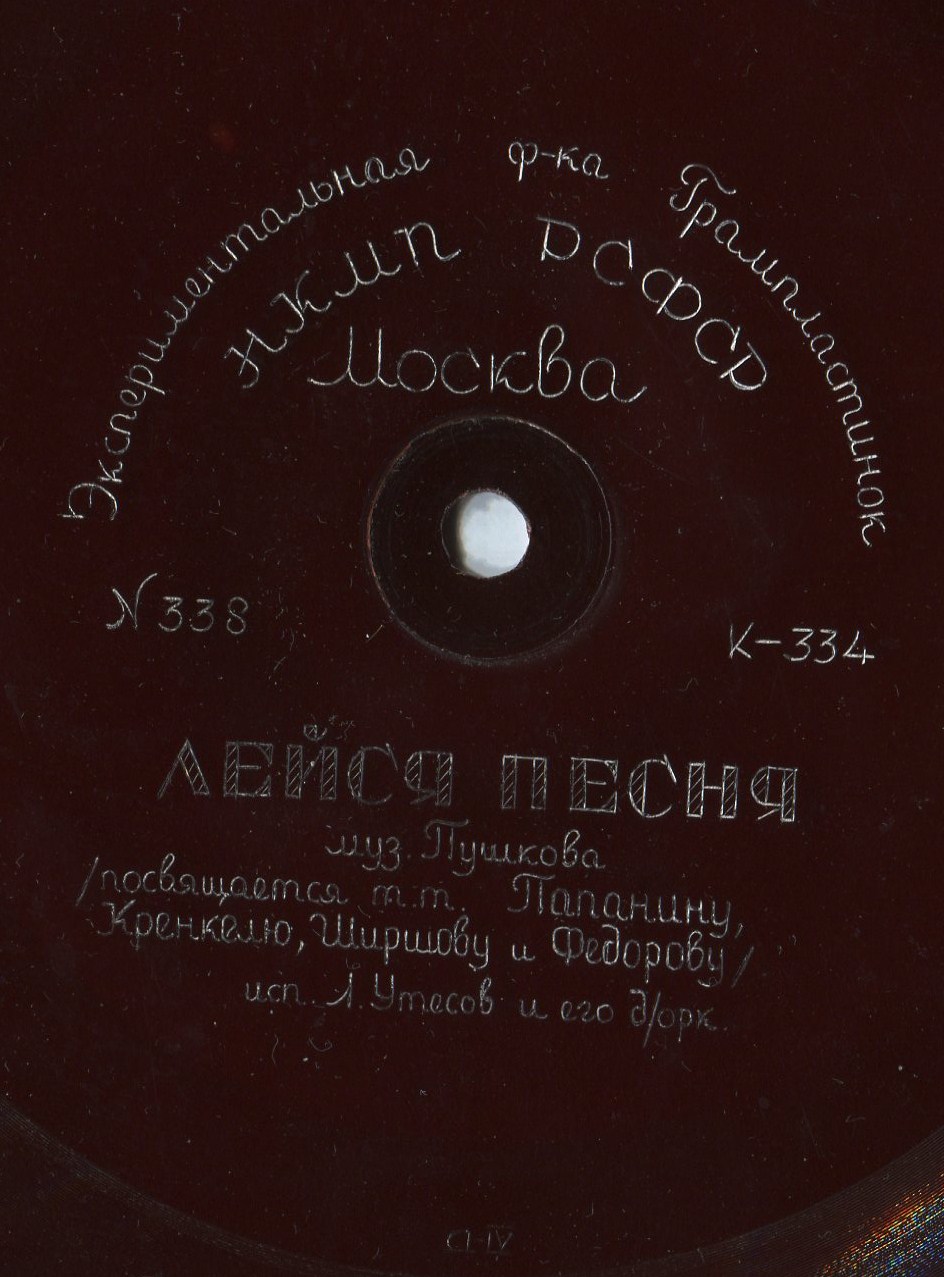 Экспериментальная ф-ка Грампластинок
НКМП РСФСР
Москва
N 338
К-334
ЛЕЙСЯ ПЕСНЯ
муз. Пушкова
/посвящается т.т. Папанину,
Кренкелю, Ширшову и Федорову/
исп. Л. Утесов и его д/орк.